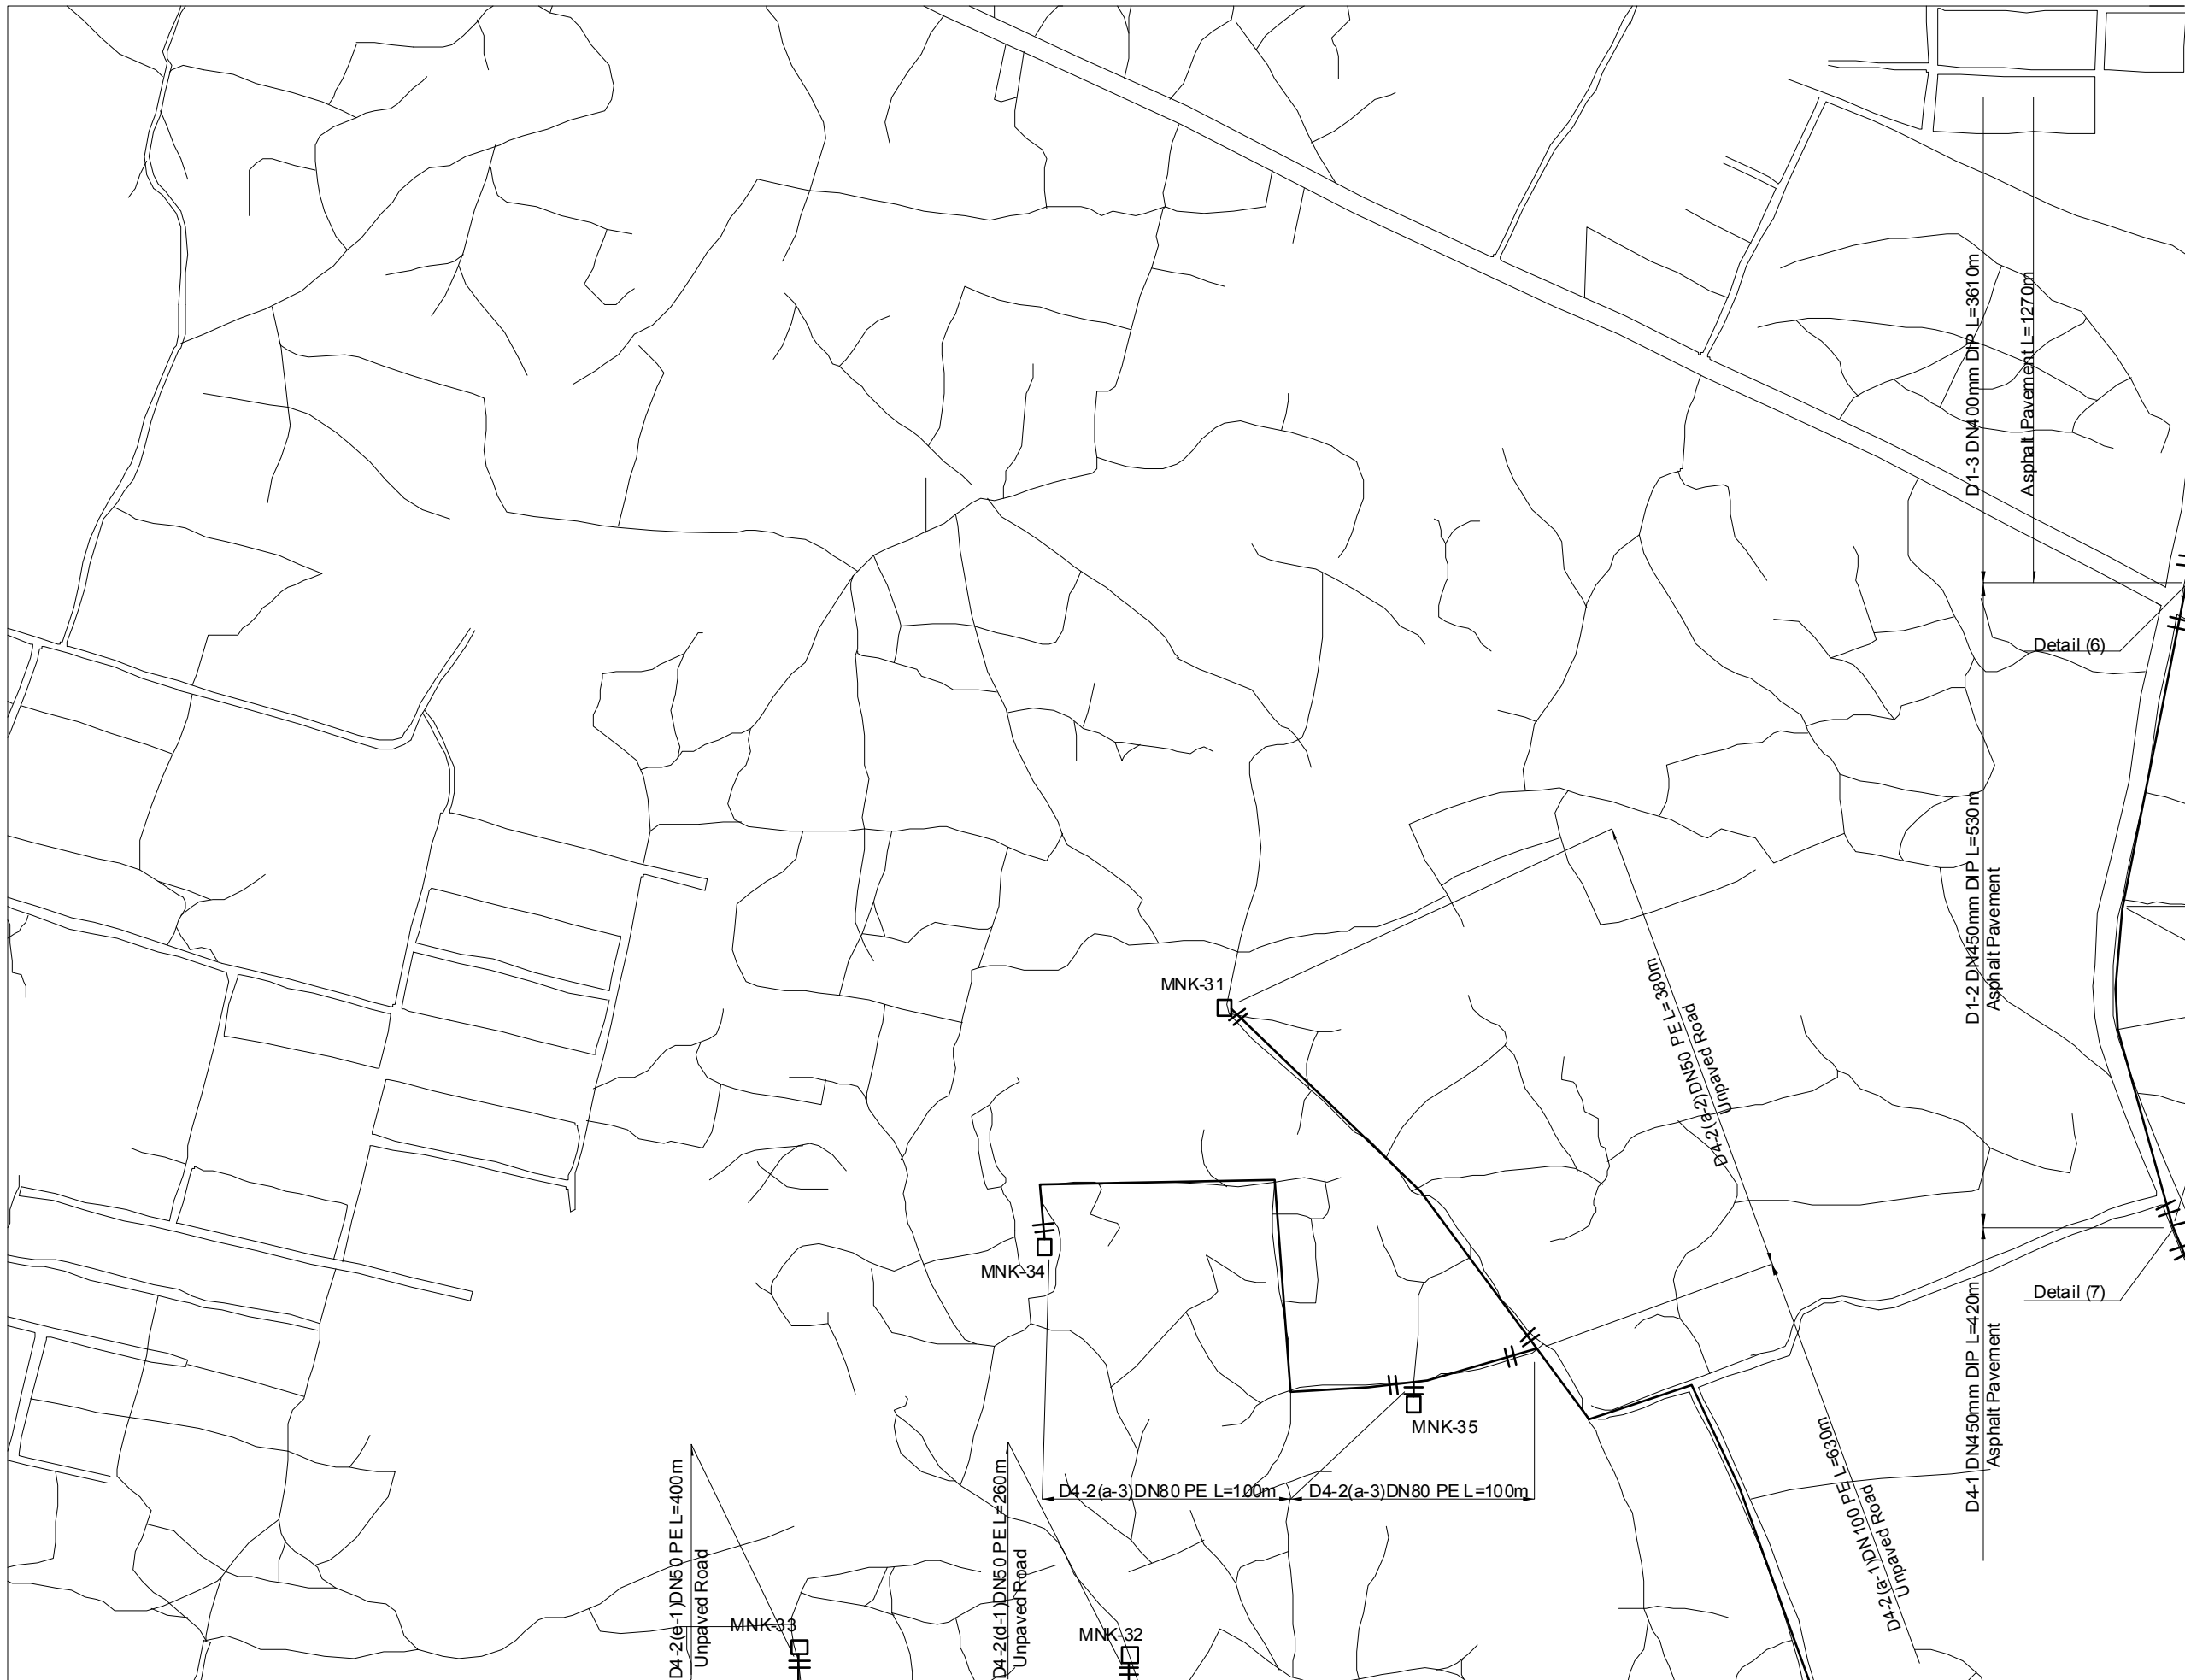 D1-3 DN400mm DIP L=3610m
Asphalt Pavement L=1270m
Detail (6)
D1-2 DN450mm DIP L=530m
Asphalt Pavement
MNK-31
D4-2(a-2)DN50 PE L=380m
Unpaved Road
MNK-34
Detail (7)
D4-1 DN450mm DIP L=420m
Asphalt Pavement
MNK-35
D4-2(a-3)DN80 PE L=100m
D4-2(a-3)DN80 PE L=100m
D4-2(a-1)DN100 PE L=630m
Unpaved Road
D4-2(e-1)DN50 PE L=400m
Unpaved Road
MNK-33
D4-2(d-1)DN50 PE L=260m
Unpaved Road
MNK-32